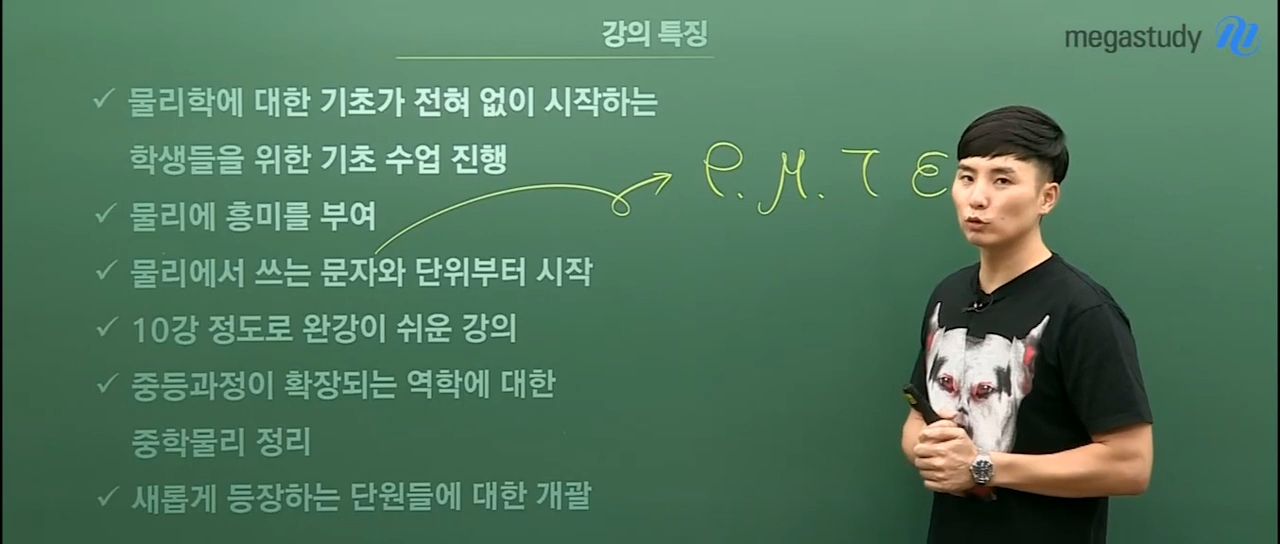 강의 특징
megastudy
✓ 물리학에 대한 기초가 전혀 없이 시작하는
학생들을 위한 기초 수업 진행
P. M. T E
✓ 물리에 흥미를 부여
✓ 물리에서 쓰는 문자와 단위부터 시작
✓ 10강 정도로 완강이 쉬운 강의
✓ 중등과정이 확장되는 역학에 대한
중학물리 정리
✓ 새롭게 등장하는 단원들에 대한 개괄